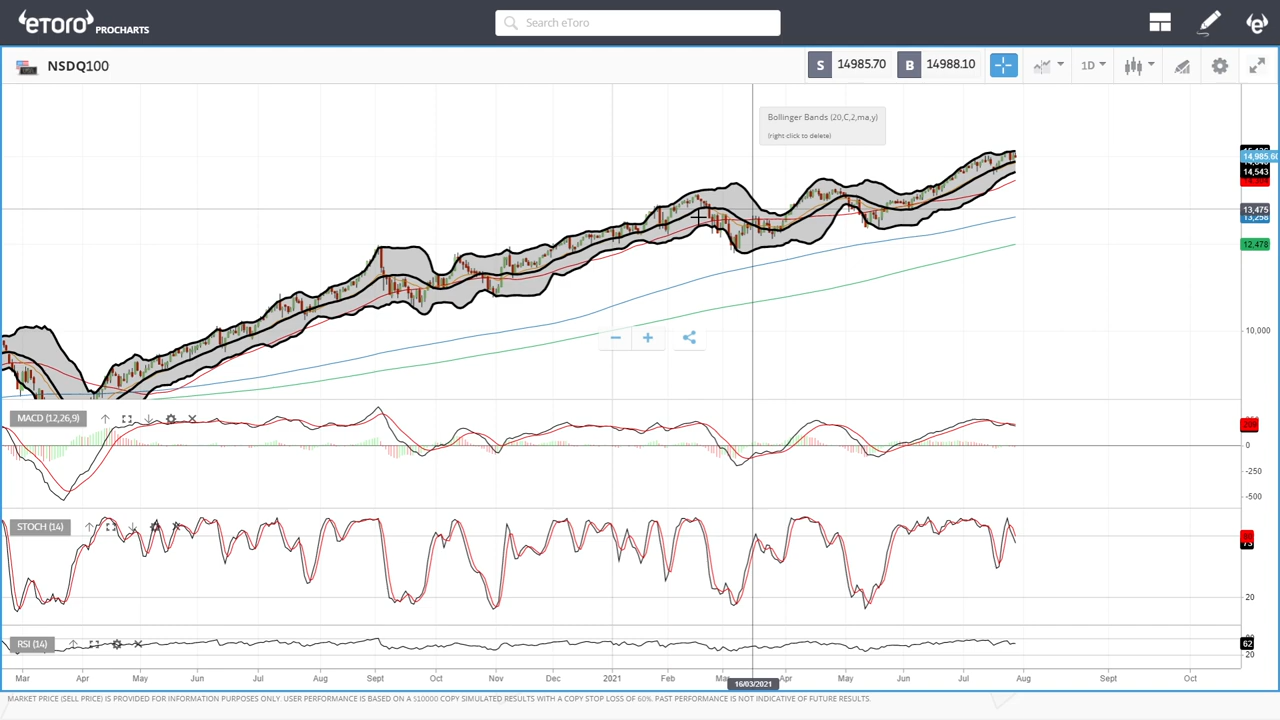 eToro PROCHARTS
Search eToro
NSDQ100
S 14985.70 B 14988.10
1D
Bollinger Bands (20,C,2,ma,y)
(right click to delete)
14,985.60
14,543
13,475
12,478
10,000
MACD (12,26,9)
0
-250
-500
STOCH (14)
73
20
RSI (14)
62
20
Mar Apr May Jun Jul Aug Sept Oct Nov Dec 2021 Feb Mar Apr May Jun Jul Aug Sept Oct
16/03/2021
MARKET PRICE (SELL PRICE) IS PROVIDED FOR INFORMATION PURPOSES ONLY. USER PERFORMANCE IS BASED ON A $10000 COPY SIMULATED RESULTS WITH A COPY STOP LOSS OF 60%. PAST PERFORMANCE IS NOT INDICATIVE OF FUTURE RESULTS.